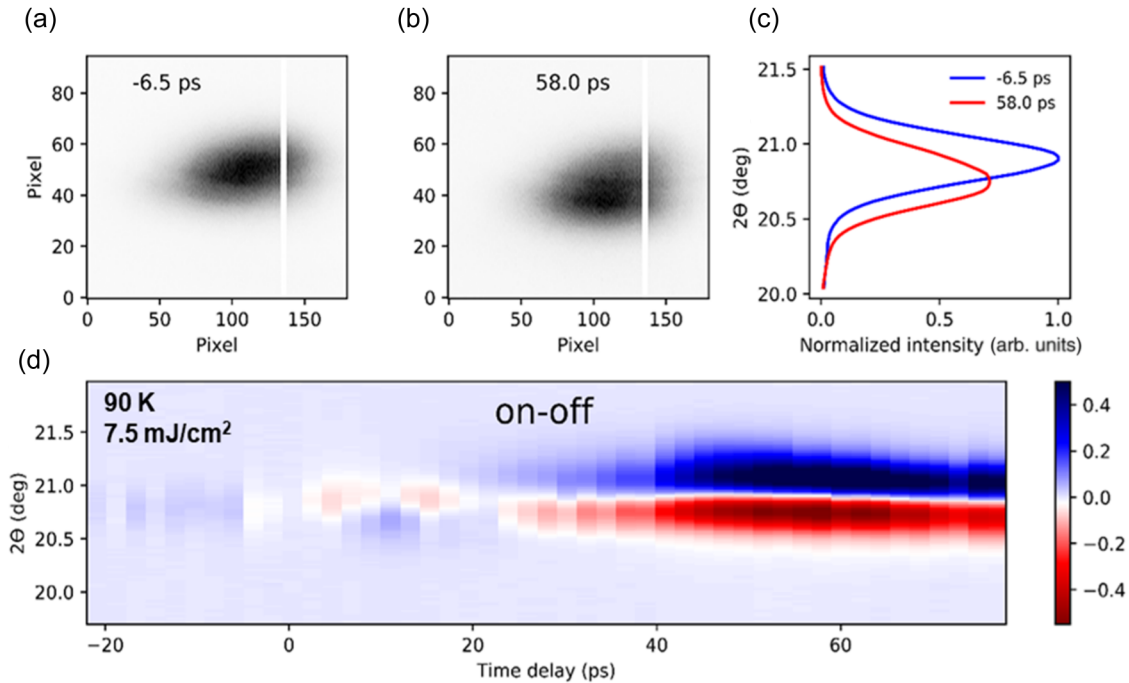 (a)
(b)
(c)
-6.5 ps
58.0 ps
-6.5 ps
58.0 ps
80
60
40
20
0
Pixel
0
50
100
150
Pixel
80
60
40
20
0
0
50
100
150
Pixel
21.5
21.0
20.5
20.0
2Θ (deg)
0.0
0.5
1.0
Normalized intensity (arb. units)
(d)
90 K
7.5 mJ/cm²
on-off
21.5
21.0
20.5
20.0
2Θ (deg)
−20
0
20
40
60
Time delay (ps)
0.4
0.2
0.0
−0.2
−0.4